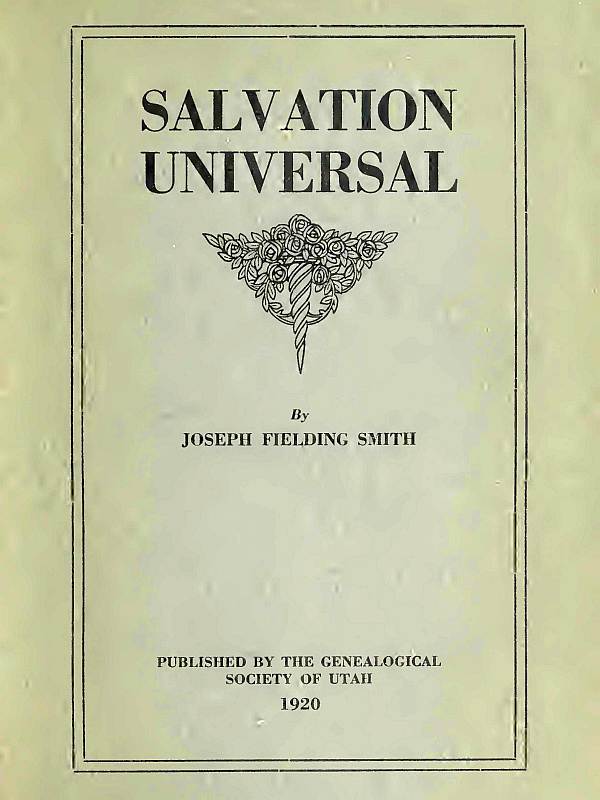 SALVATION
UNIVERSAL
By
JOSEPH FIELDING SMITH
PUBLISHED BY THE GENEALOGICAL
SOCIETY OF UTAH
1920